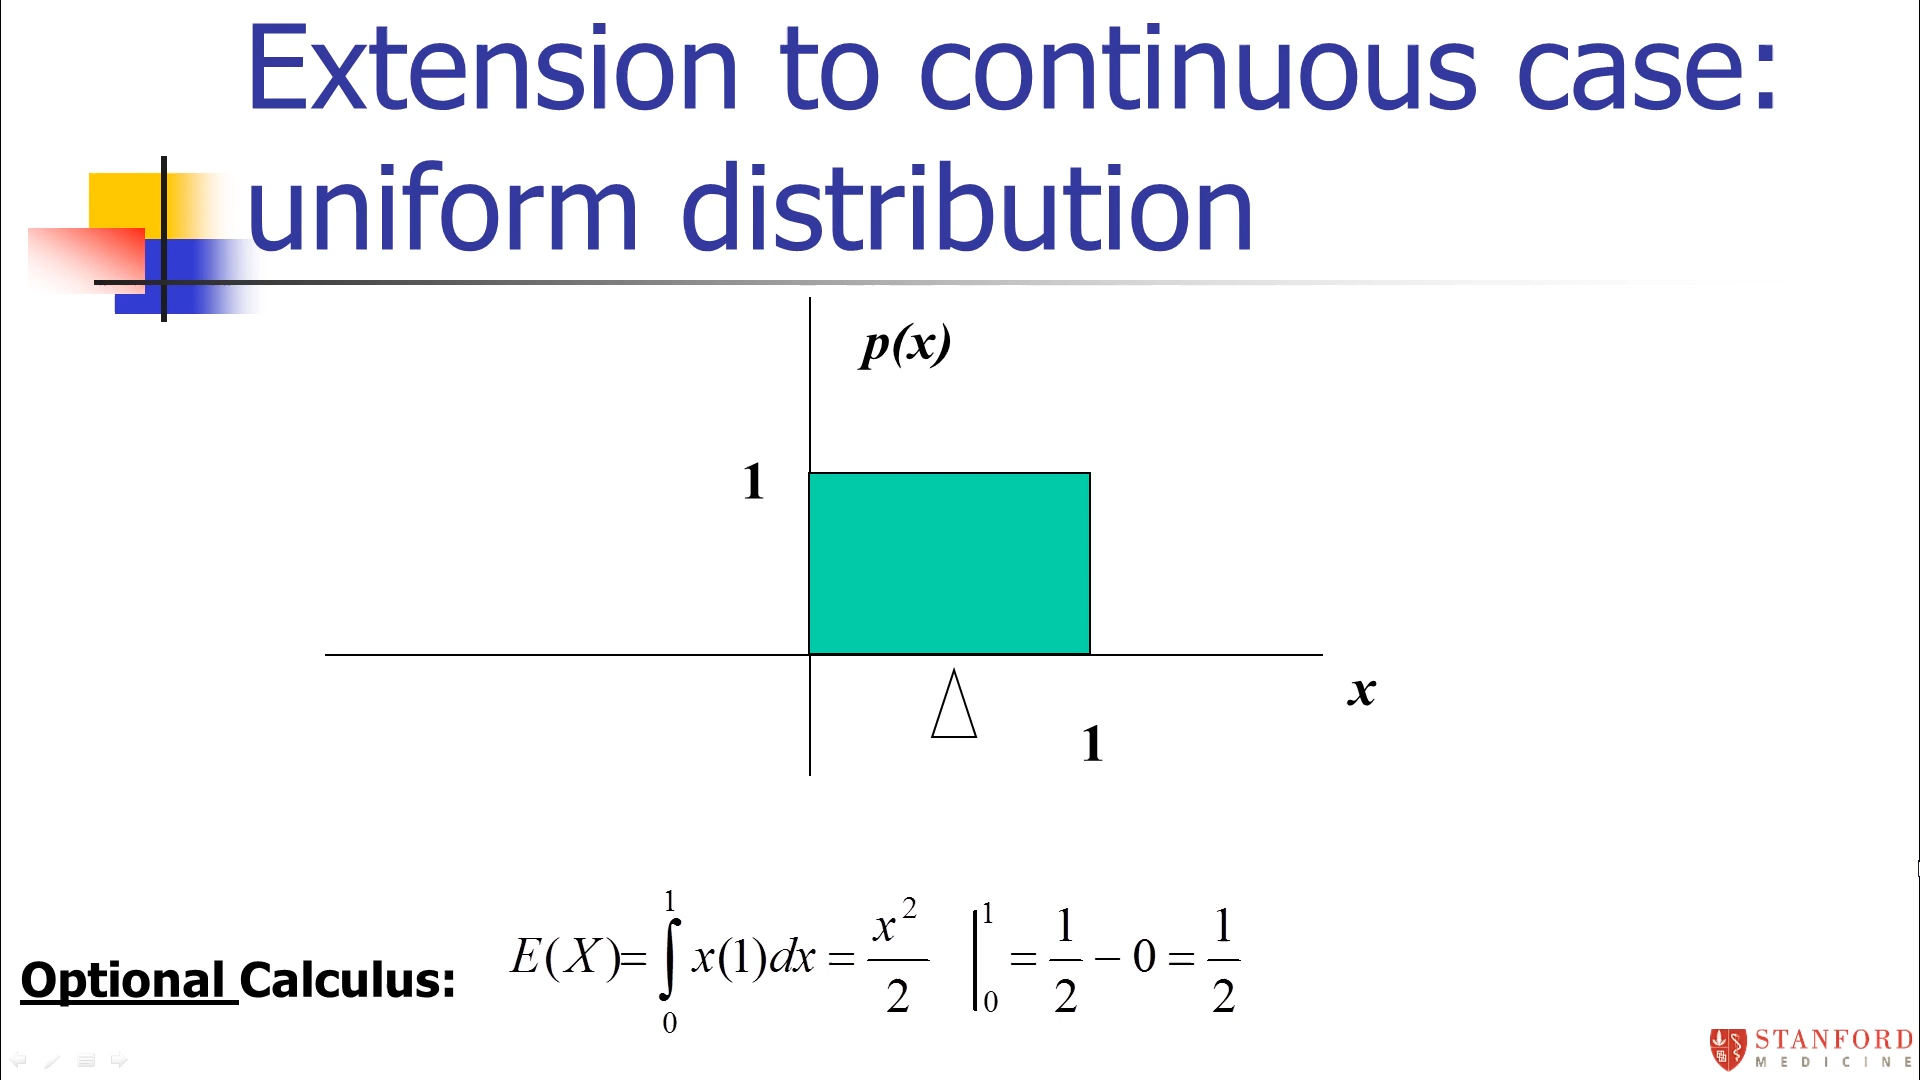 Extension to continuous case:
uniform distribution
p(x)
1
x
1
Optional Calculus: E(X)=∫₀¹ x(1)dx = x²/2 |₀¹ = 1/2 − 0 = 1/2
STANFORD
MEDICINE